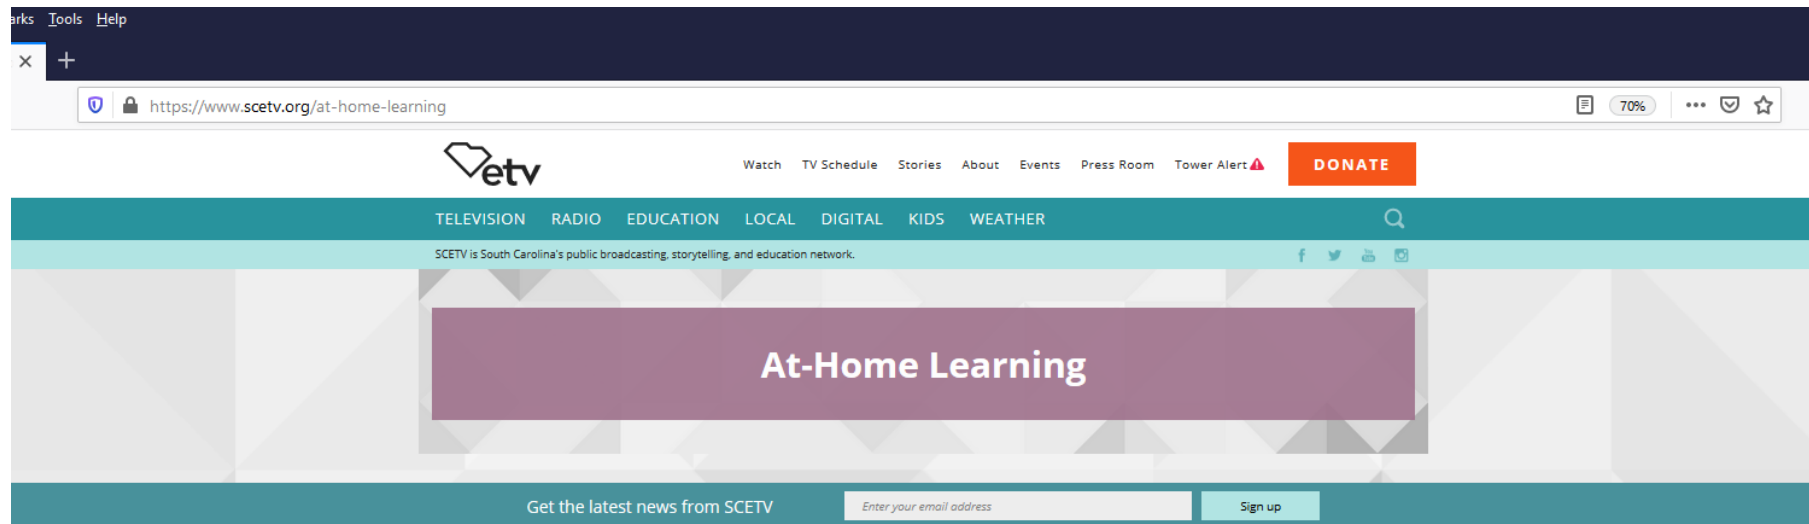 arks Tools Help
https://www.scetv.org/at-home-learning
70%
etv
Watch TV Schedule Stories About Events Press Room Tower Alert
DONATE
TELEVISION RADIO EDUCATION LOCAL DIGITAL KIDS WEATHER
SCETV is South Carolina's public broadcasting, storytelling, and education network.
At-Home Learning
Get the latest news from SCETV
Enter your email address
Sign up